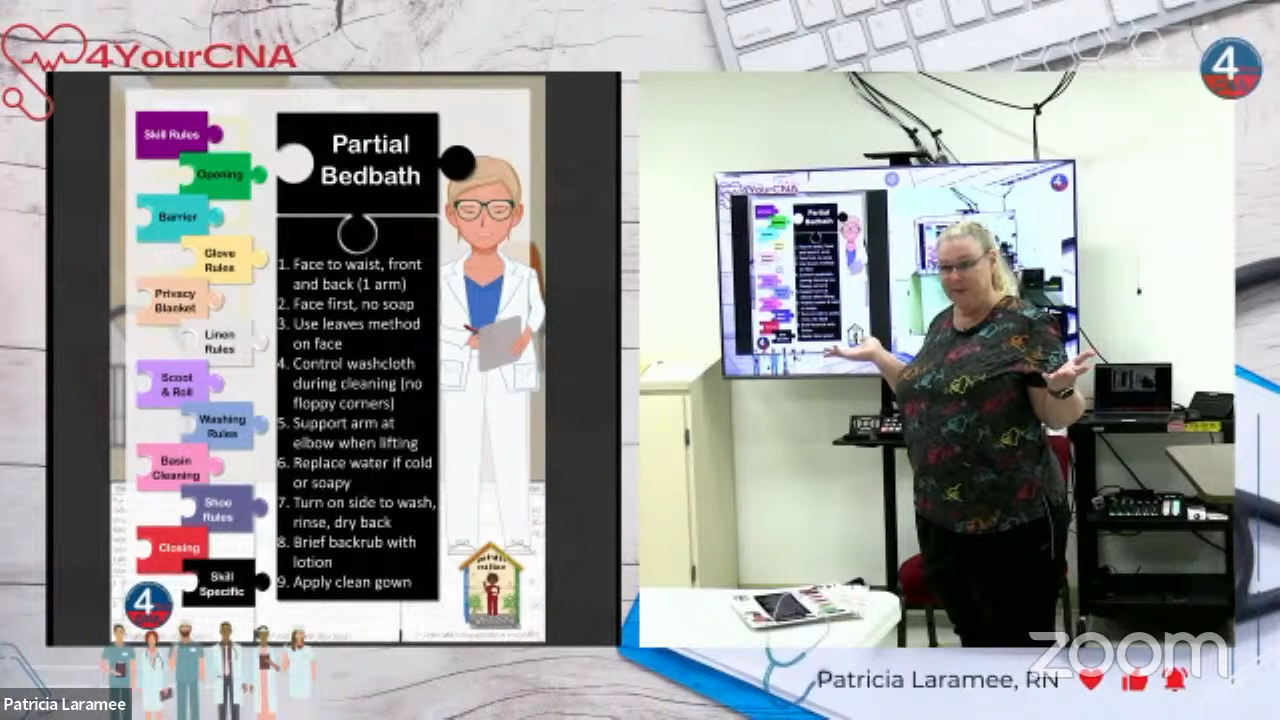 4YourCNA
4
Skill Rules
Opening
Barrier
Glove
Rules
Privacy
Blanket
Linen
Rules
Scoot
& Roll
Washing
Rules
Basin
Cleaning
Shoe
Rules
Closing
Skill
Specific
4
Partial
Bedbath
1. Face to waist, front
and back (1 arm)
2. Face first, no soap
3. Use leaves method
on face
4. Control washcloth
during cleaning (no
floppy corners)
5. Support arm at
elbow when lifting
6. Replace water if cold
or soapy
7. Turn on side to wash,
rinse, dry back
8. Brief backrub with
lotion
9. Apply clean gown
4YourCNA
Partial
Bedbath
zoom
Patricia Laramee, RN
Patricia Laramee